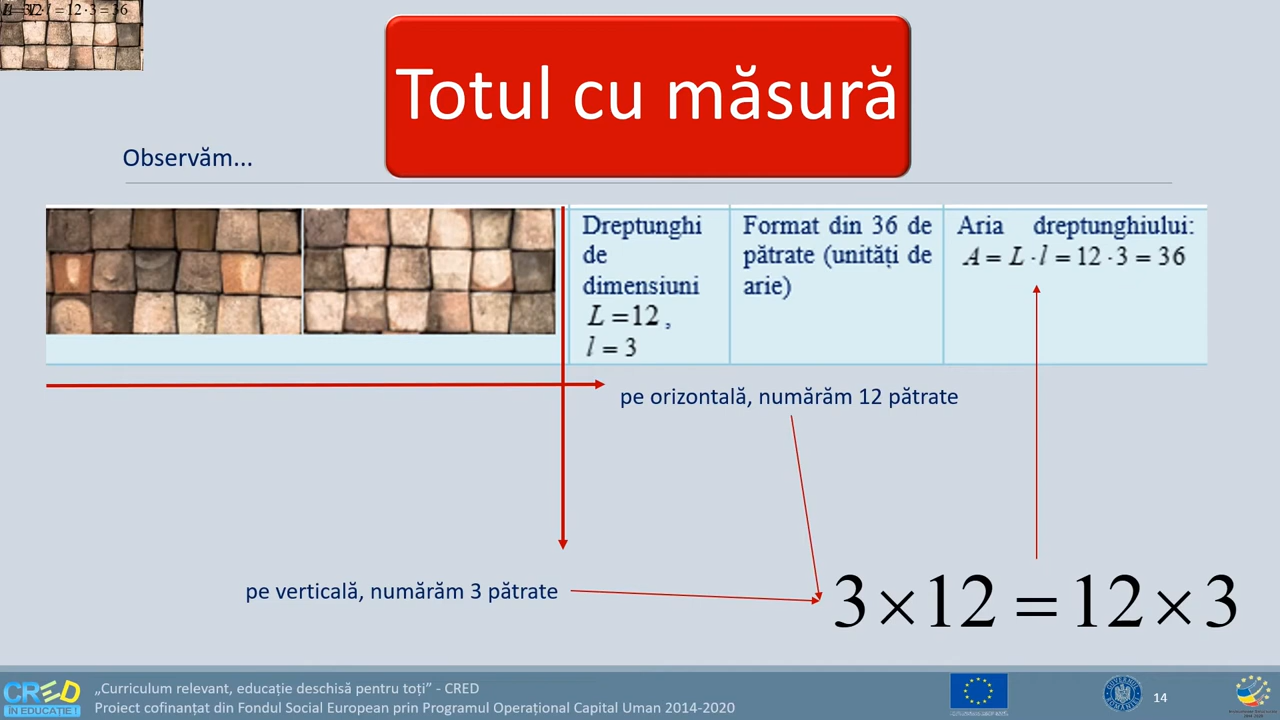 Totul cu măsură
Observăm...
Dreptunghi
de
dimensiuni
L = 12 ,
l = 3
Format din 36 de
pătrate (unități de
arie)
Aria dreptunghiului:
A = L · l = 12 · 3 = 36
pe orizontală, numărăm 12 pătrate
pe verticală, numărăm 3 pătrate
3×12 = 12×3
CRED
ÎN EDUCAȚIE !
„Curriculum relevant, educație deschisă pentru toți” - CRED
Proiect cofinanțat din Fondul Social European prin Programul Operațional Capital Uman 2014-2020
14